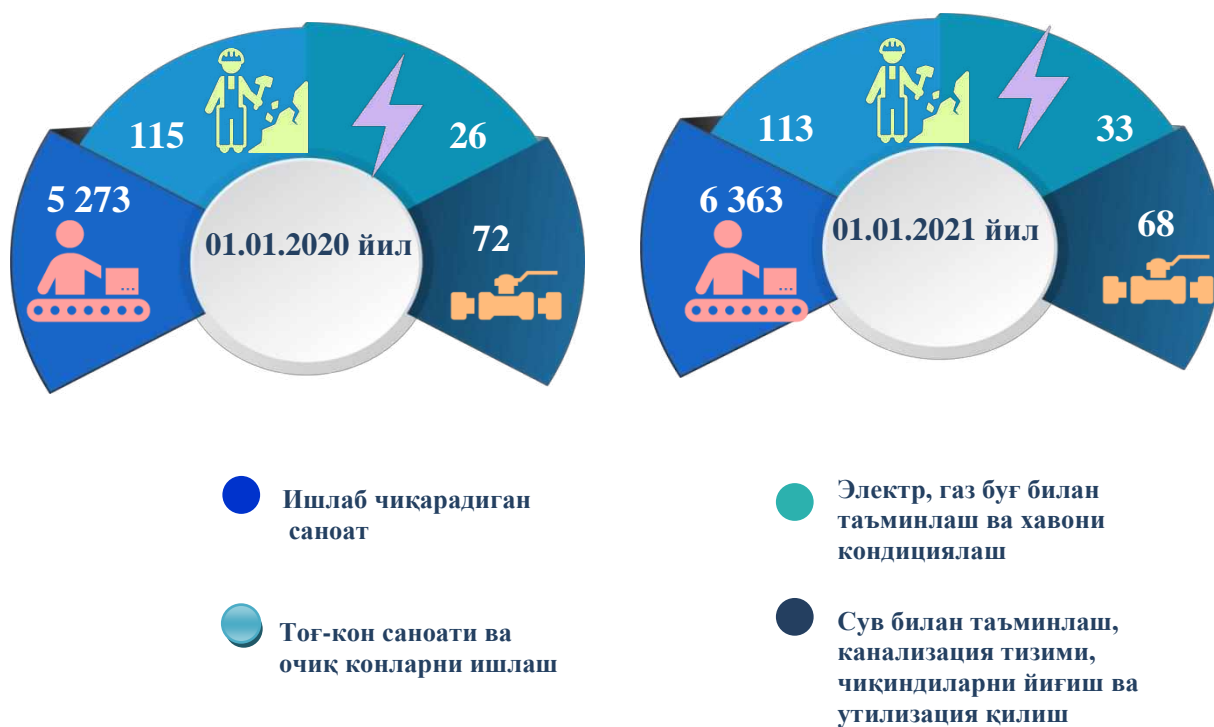 115
26
5 273
72
01.01.2020 йил
113
33
6 363
68
01.01.2021 йил
Ишлаб чиқарадиган
саноат
Тоғ-кон саноати ва
очиқ конларни ишлаш
Электр, газ буғ билан
таъминлаш ва хавони
кондициялаш
Сув билан таъминлаш,
канализация тизими,
чиқиндиларни йиғиш ва
утилизация қилиш